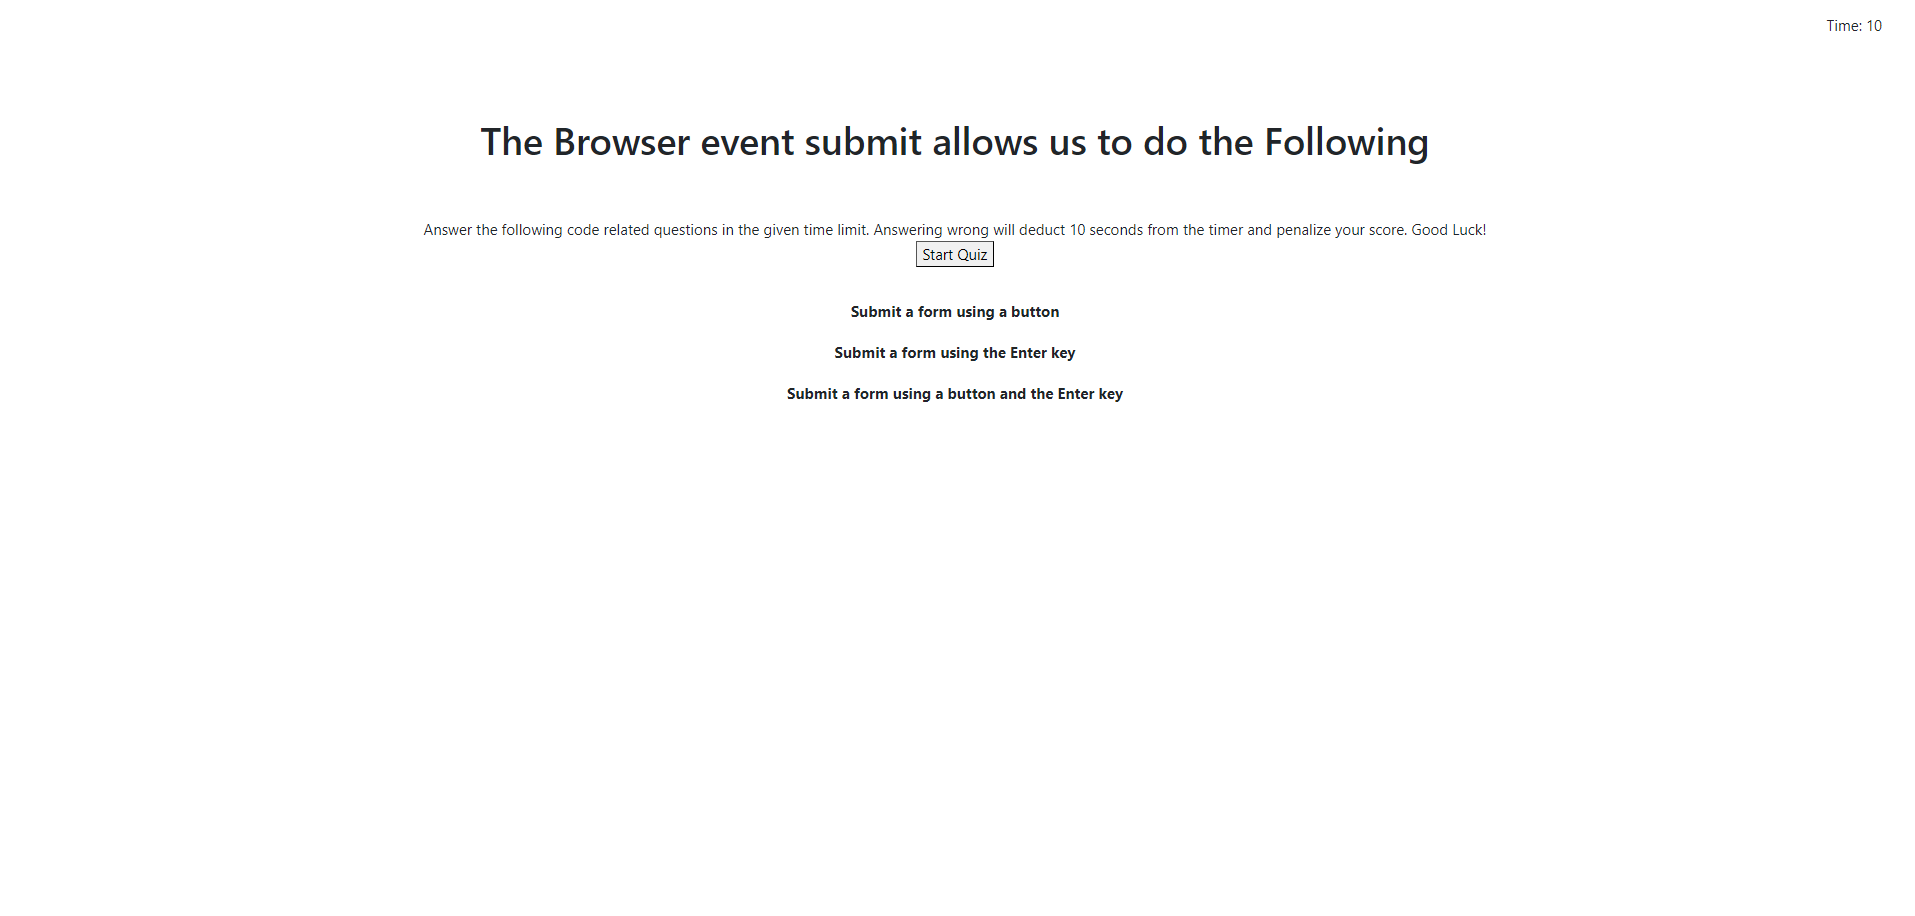 Time: 10
The Browser event submit allows us to do the Following
Answer the following code related questions in the given time limit. Answering wrong will deduct 10 seconds from the timer and penalize your score. Good Luck!
Start Quiz
Submit a form using a button
Submit a form using the Enter key
Submit a form using a button and the Enter key